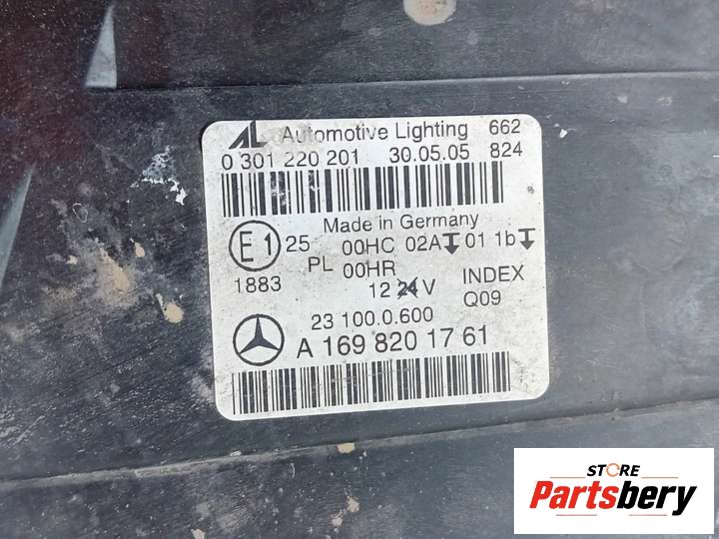 AL Automotive Lighting 662
0 301 220 201 30.05.05 824
Made in Germany
E1 25 00HC 02A 01 1b
PL 00HR
1883 12 24 V INDEX
Q09
23 100.0.600
A 169 820 17 61
STORE
Partsbery